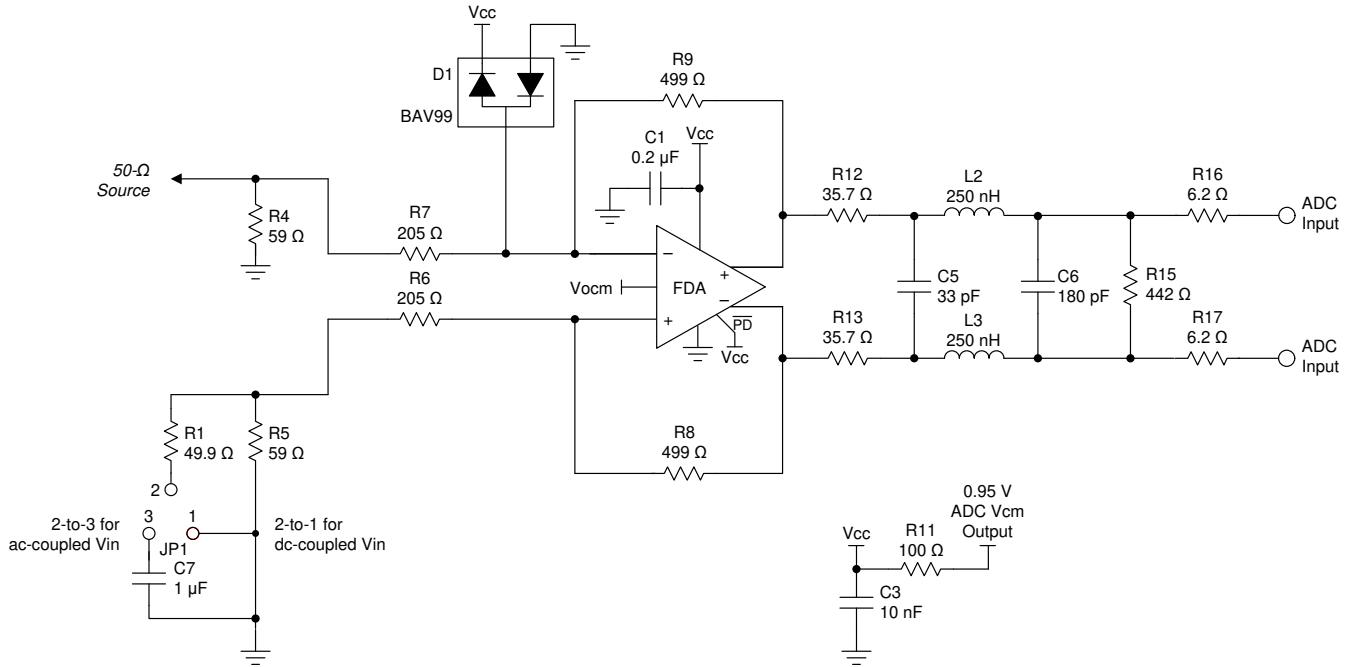 Vcc
D1
BAV99
R9
499 Ω
C1
0.2 µF
Vcc
50-Ω
Source
R4
59 Ω
R7
205 Ω
R6
205 Ω
Vocm
FDA
−
+
+
−
PD
Vcc
R12
35.7 Ω
L2
250 nH
R16
6.2 Ω
ADC
Input
C5
33 pF
C6
180 pF
R15
442 Ω
R13
35.7 Ω
L3
250 nH
R17
6.2 Ω
ADC
Input
R1
49.9 Ω
R5
59 Ω
R8
499 Ω
2
3
1
2-to-3 for
ac-coupled Vin
JP1
2-to-1 for
dc-coupled Vin
C7
1 µF
0.95 V
ADC Vcm
Output
Vcc
R11
100 Ω
C3
10 nF